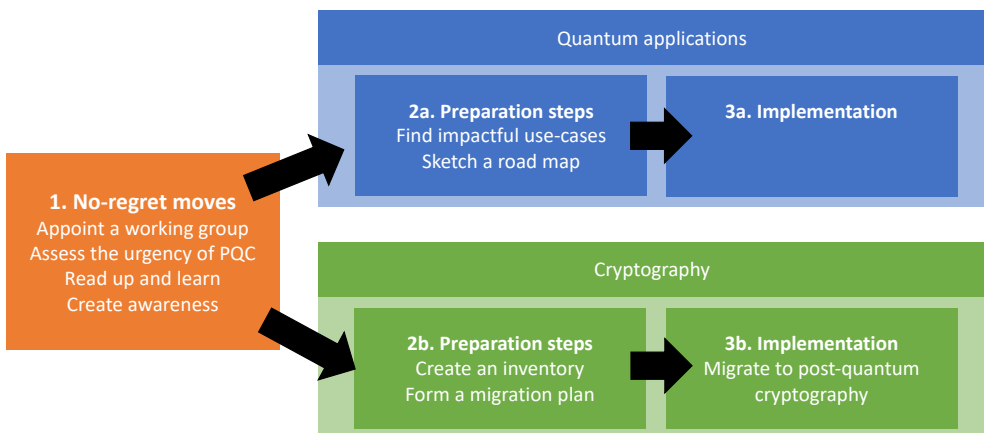 Quantum applications
2a. Preparation steps
Find impactful use-cases
Sketch a road map
3a. Implementation
1. No-regret moves
Appoint a working group
Assess the urgency of PQC
Read up and learn
Create awareness
Cryptography
2b. Preparation steps
Create an inventory
Form a migration plan
3b. Implementation
Migrate to post-quantum
cryptography